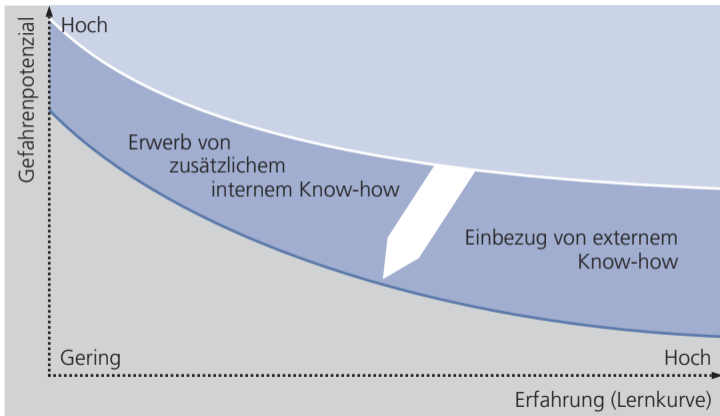 Gefahrenpotenzial
Hoch
Erwerb von
zusätzlichem
internem Know-how
Einbezug von externem
Know-how
Gering
Hoch
Erfahrung (Lernkurve)